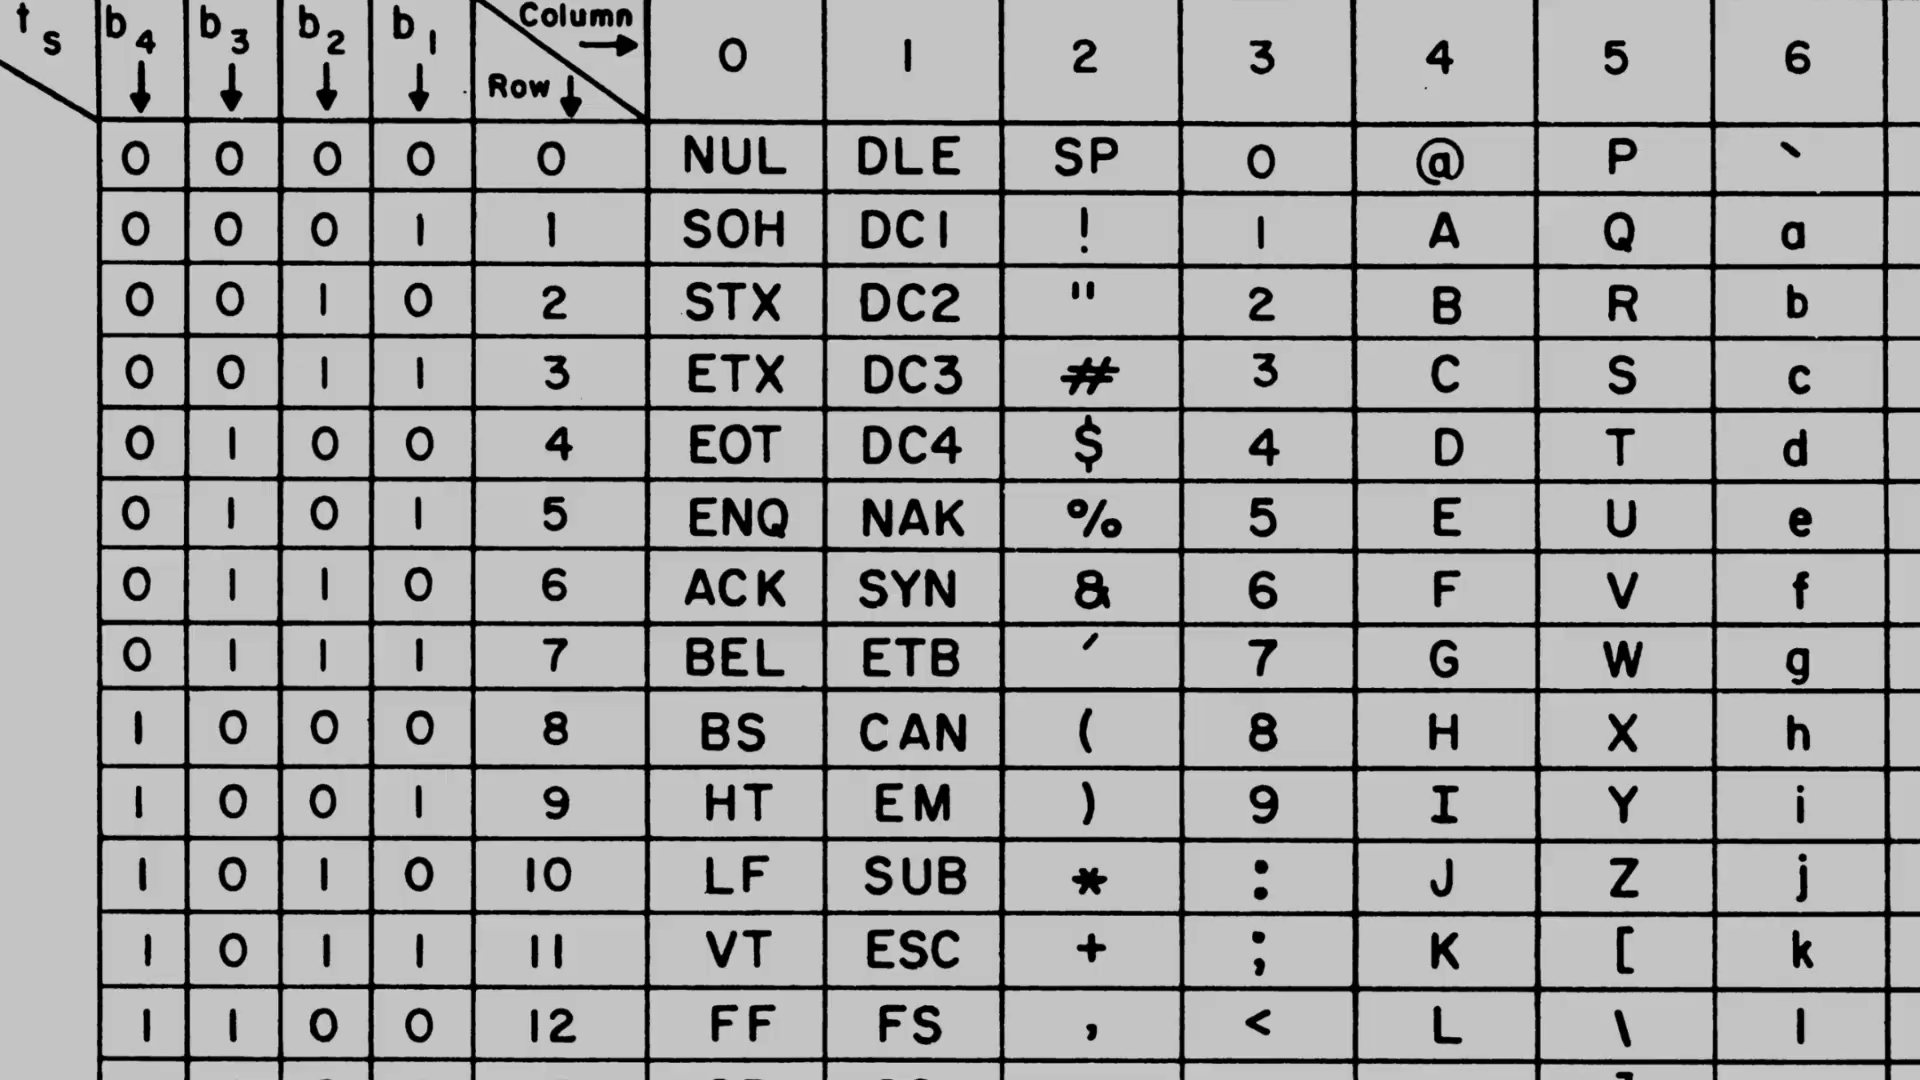 t s b4 b3 b2 b1 Column Row 0 1 2 3 4 5 6
0 0 0 0 0 NUL DLE SP 0 @ P `
0 0 0 1 1 SOH DC1 ! 1 A Q a
0 0 1 0 2 STX DC2 " 2 B R b
0 0 1 1 3 ETX DC3 # 3 C S c
0 1 0 0 4 EOT DC4 $ 4 D T d
0 1 0 1 5 ENQ NAK % 5 E U e
0 1 1 0 6 ACK SYN & 6 F V f
0 1 1 1 7 BEL ETB ′ 7 G W g
1 0 0 0 8 BS CAN ( 8 H X h
1 0 0 1 9 HT EM ) 9 I Y i
1 0 1 0 10 LF SUB * : J Z j
1 0 1 1 11 VT ESC + ; K [ k
1 1 0 0 12 FF FS , < L \ l